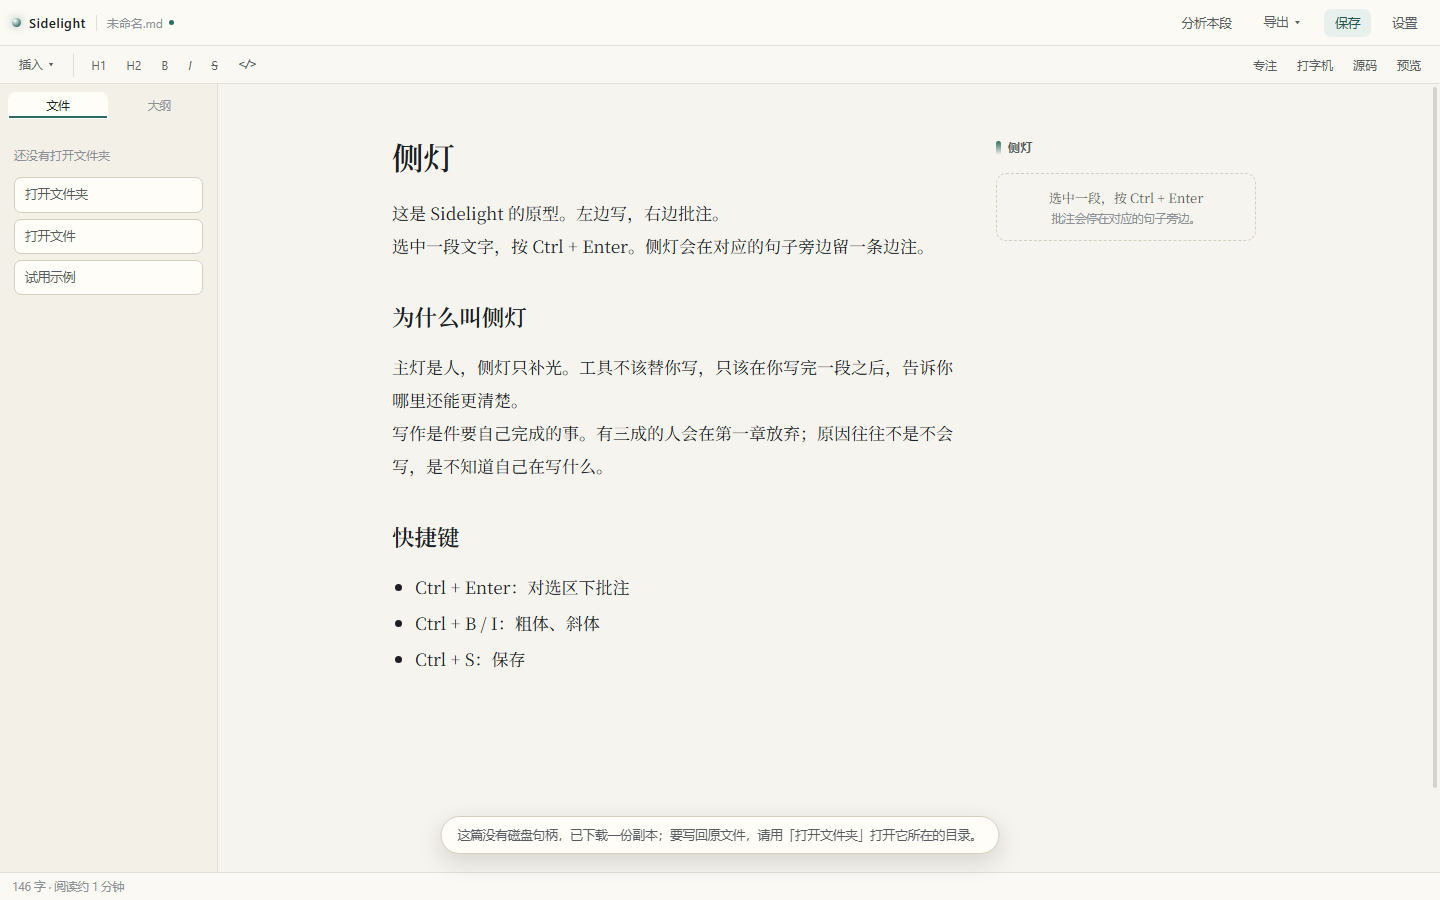 Sidelight 未命名.md 分析本段 导出 保存 设置
插入 H1 H2 B I S </> 专注 打字机 源码 预览
文件 大纲
还没有打开文件夹
打开文件夹
打开文件
试用示例
侧灯
这是 Sidelight 的原型。左边写，右边批注。
选中一段文字，按 Ctrl + Enter。侧灯会在对应的句子旁边留一条边注。
为什么叫侧灯
主灯是人，侧灯只补光。工具不该替你写，只该在你写完一段之后，告诉你
哪里还能更清楚。
写作是件要自己完成的事。有三成的人会在第一章放弃；原因往往不是不会
写，是不知道自己在写什么。
快捷键
Ctrl + Enter：对选区下批注
Ctrl + B / I：粗体、斜体
Ctrl + S：保存
侧灯
选中一段，按 Ctrl + Enter
批注会停在对应的句子旁边。
这篇没有磁盘句柄，已下载一份副本；要写回原文件，请用「打开文件夹」打开它所在的目录。
146 字 · 阅读约 1 分钟